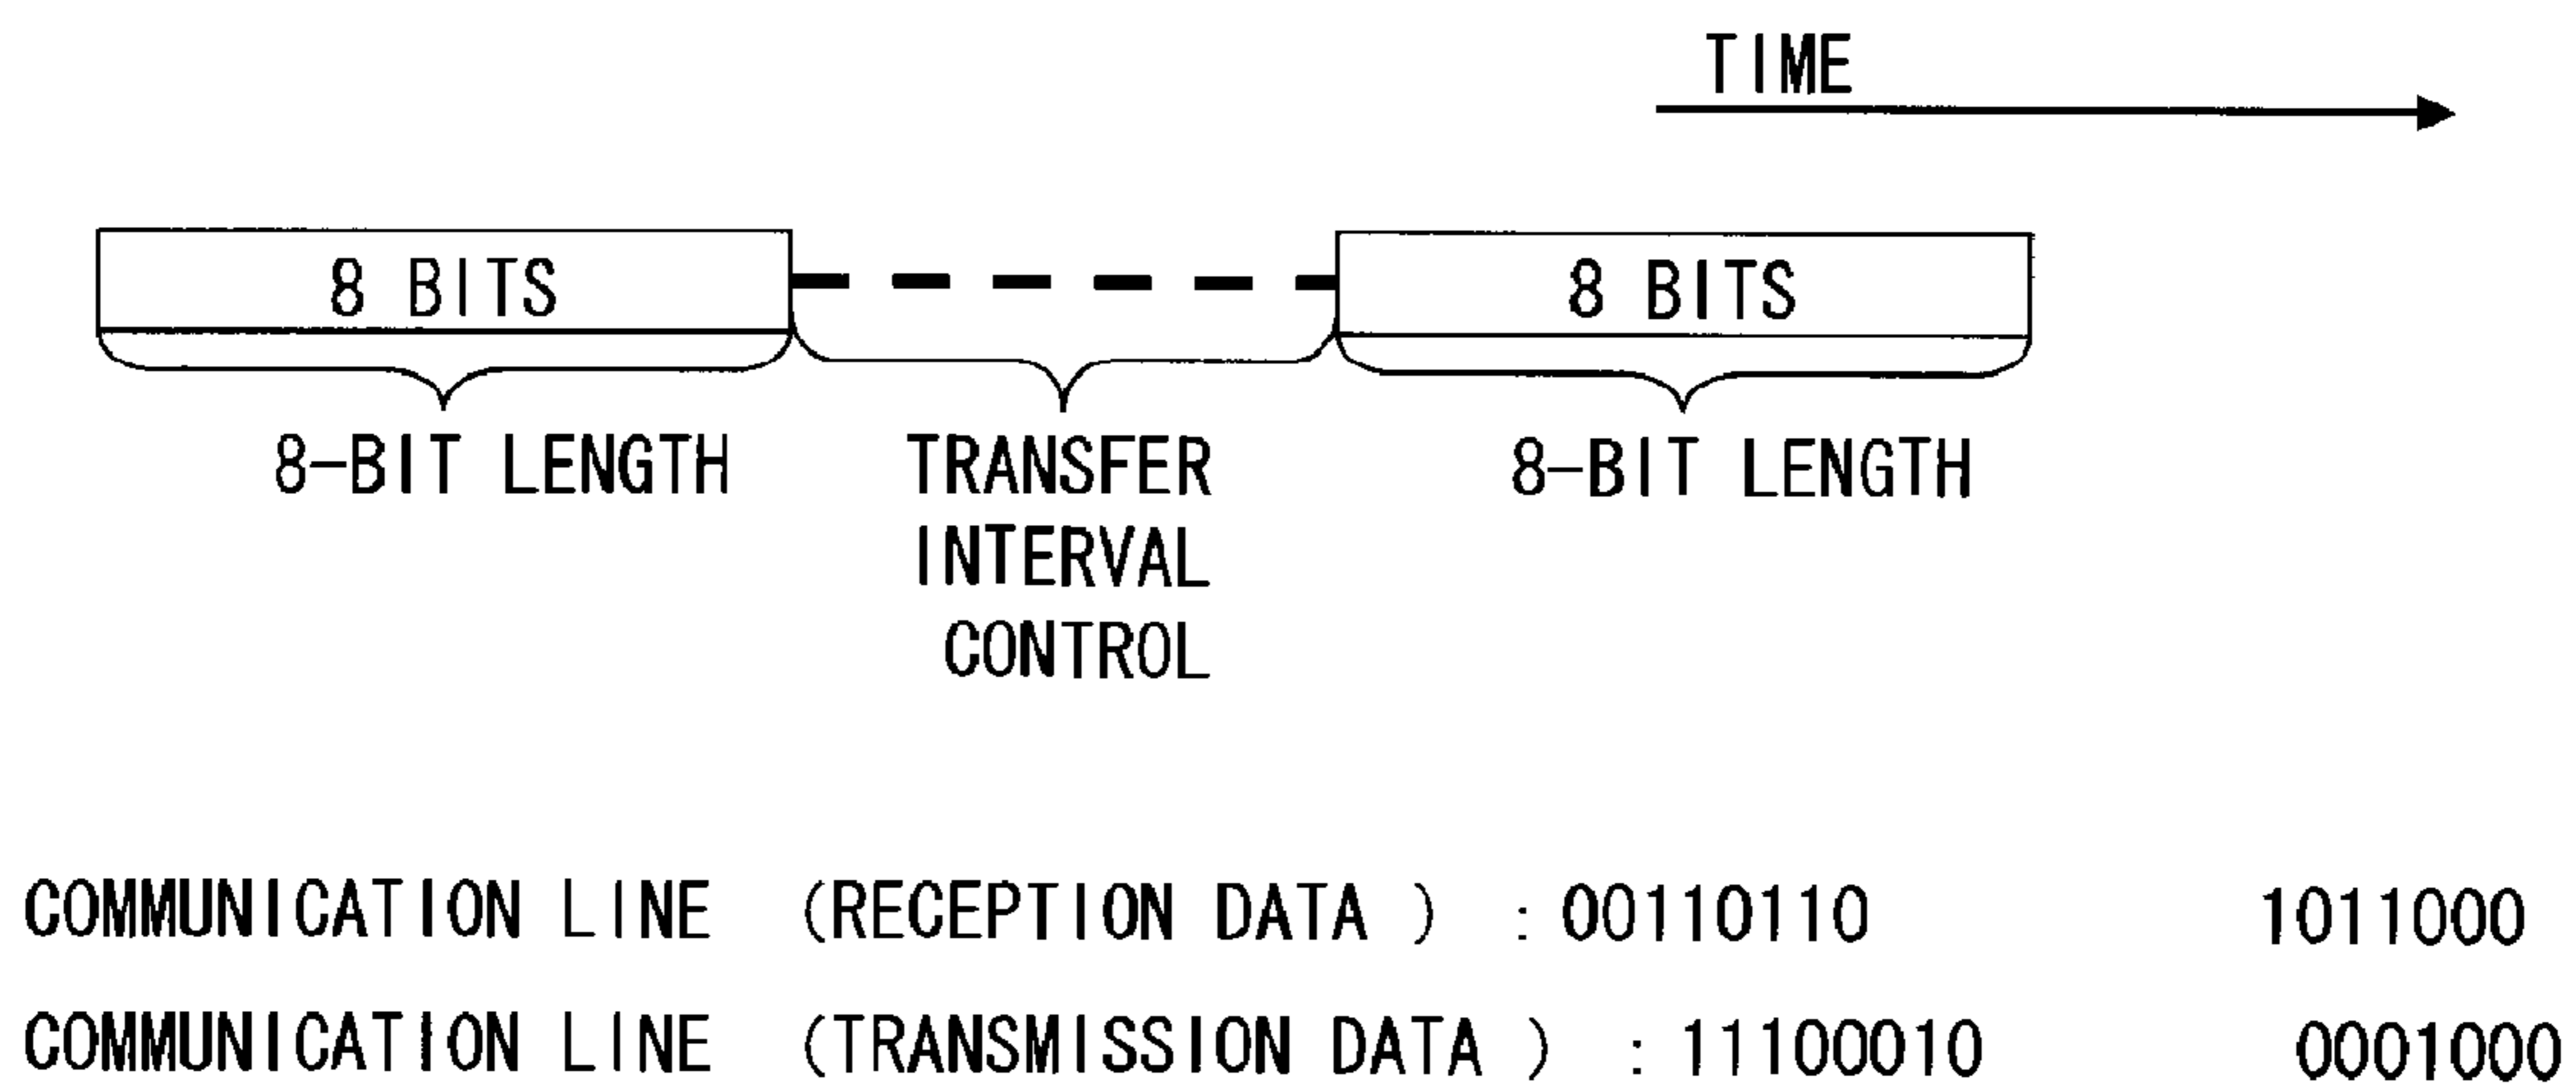 TIME
8 BITS 8 BITS
8-BIT LENGTH TRANSFER INTERVAL CONTROL 8-BIT LENGTH
COMMUNICATION LINE (RECEPTION DATA ) : 00110110 1011000
COMMUNICATION LINE (TRANSMISSION DATA ) : 11100010 0001000